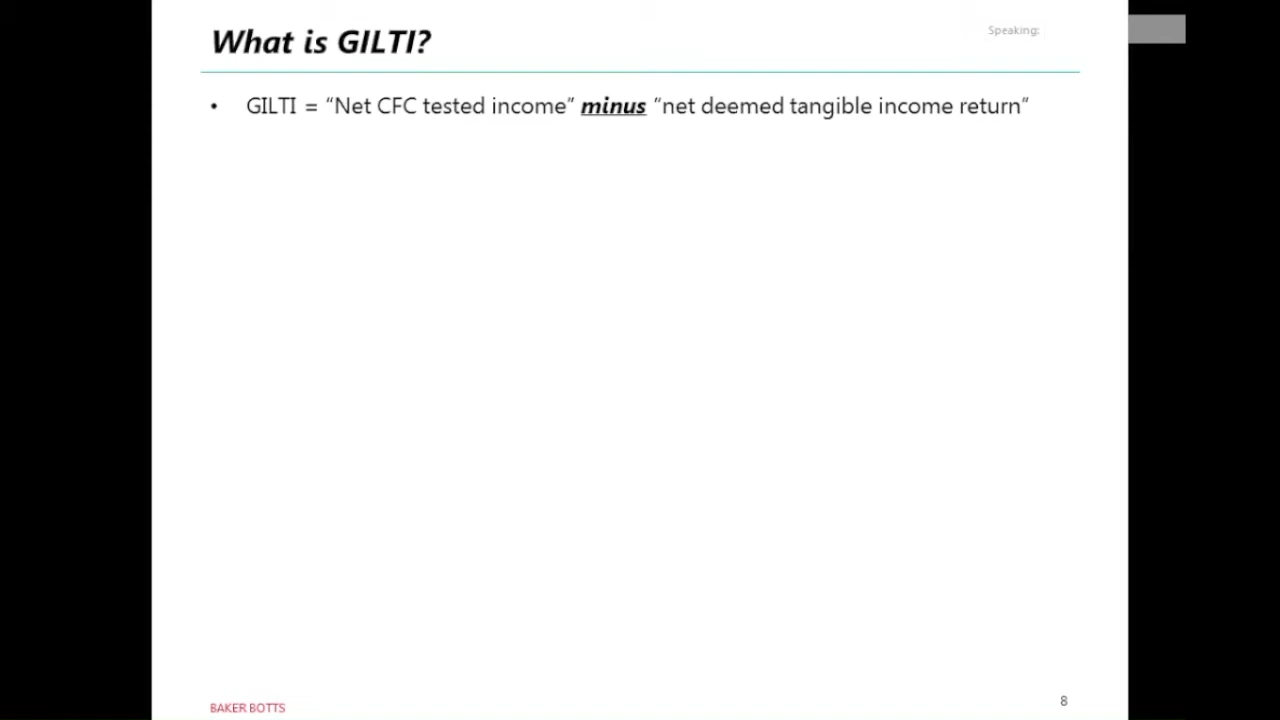 What is GILTI?
Speaking:
• GILTI = “Net CFC tested income” minus “net deemed tangible income return”
BAKER BOTTS
8